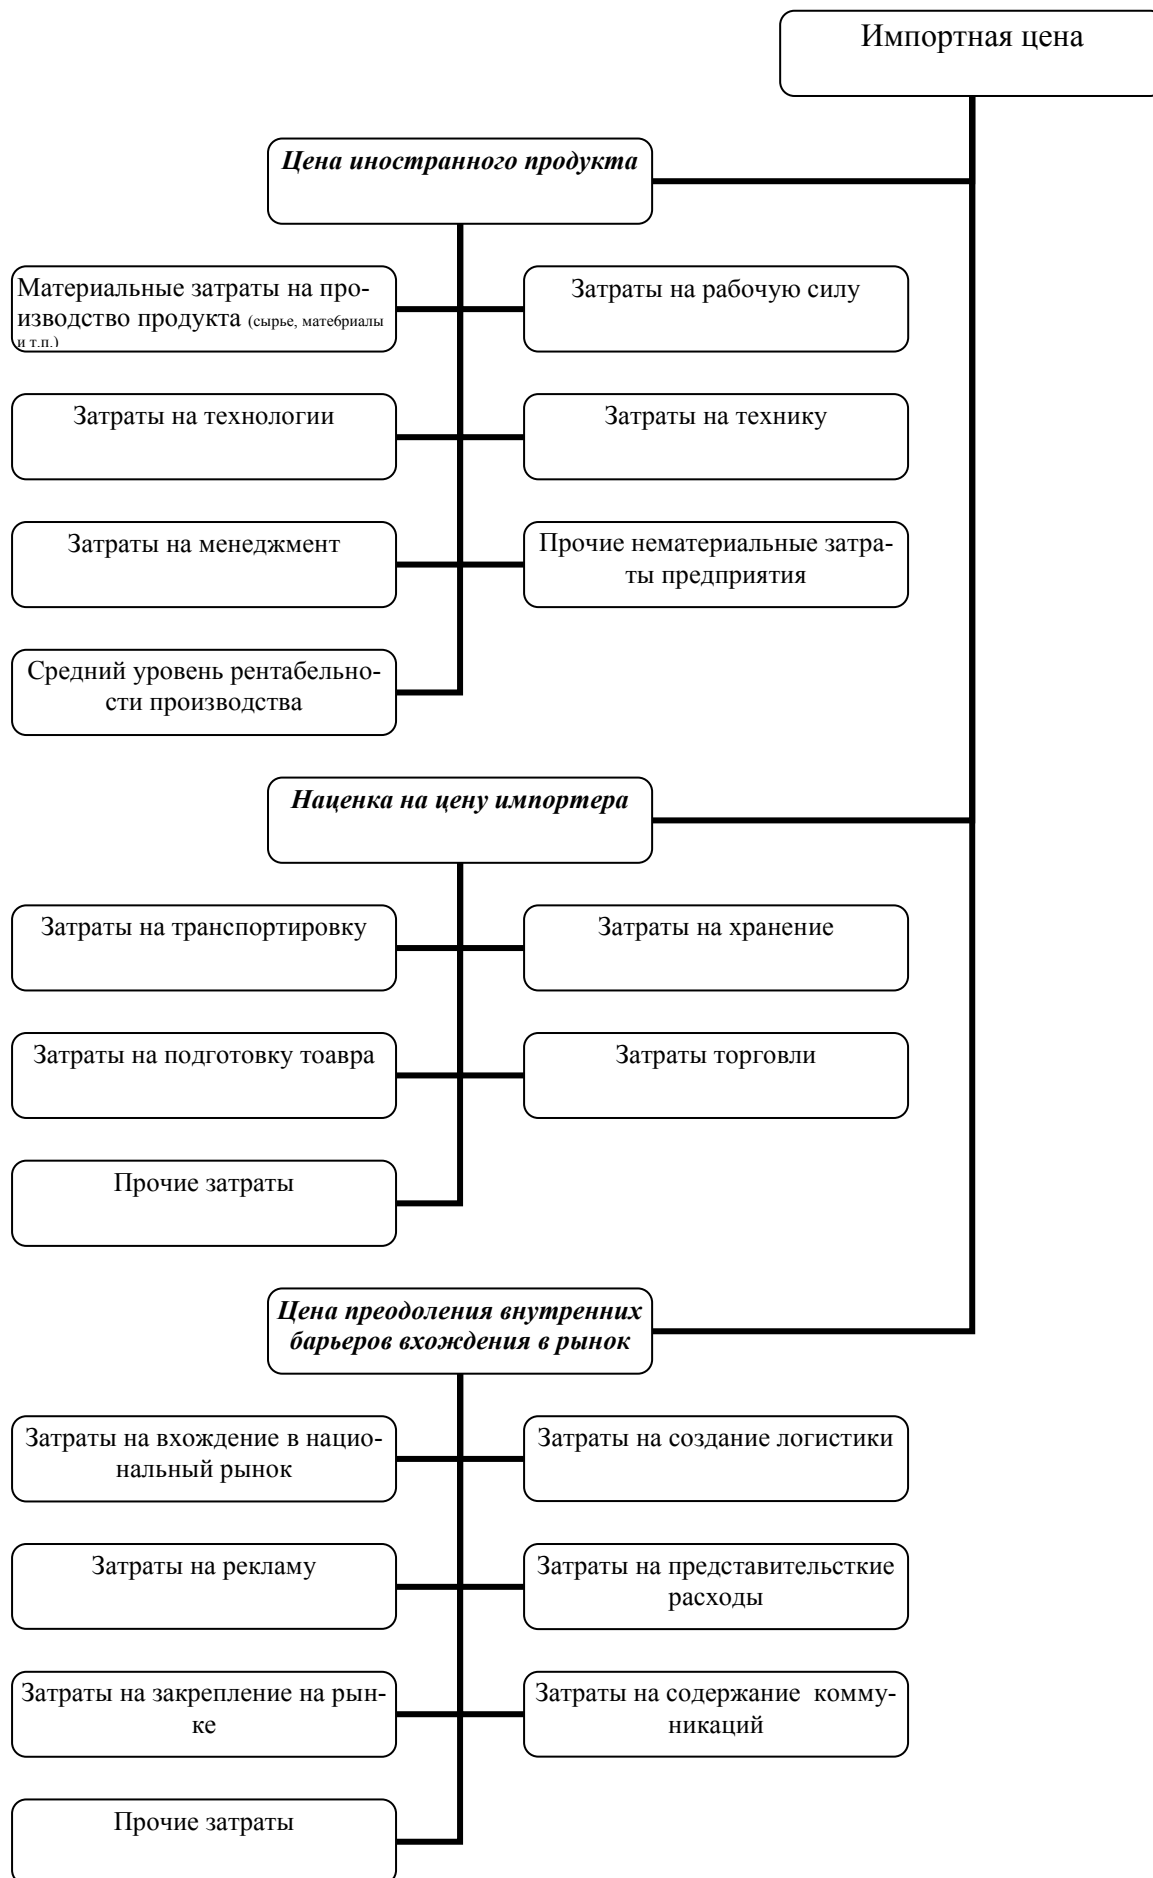 Импортная цена
Цена иностранного продукта
Материальные затраты на про-
изводство продукта (сырье, мате6риалы
и т.п.)
Затраты на рабочую силу
Затраты на технологии
Затраты на технику
Затраты на менеджмент
Прочие нематериальные затра-
ты предприятия
Средний уровень рентабельно-
сти производства
Наценка на цену импортера
Затраты на транспортировку
Затраты на хранение
Затраты на подготовку тоавра
Затраты торговли
Прочие затраты
Цена преодоления внутренних
барьеров вхождения в рынок
Затраты на вхождение в нацио-
нальный рынок
Затраты на создание логистики
Затраты на рекламу
Затраты на представительсткие
расходы
Затраты на закрепление на рын-
ке
Затраты на содержание  комму-
никаций
Прочие затраты